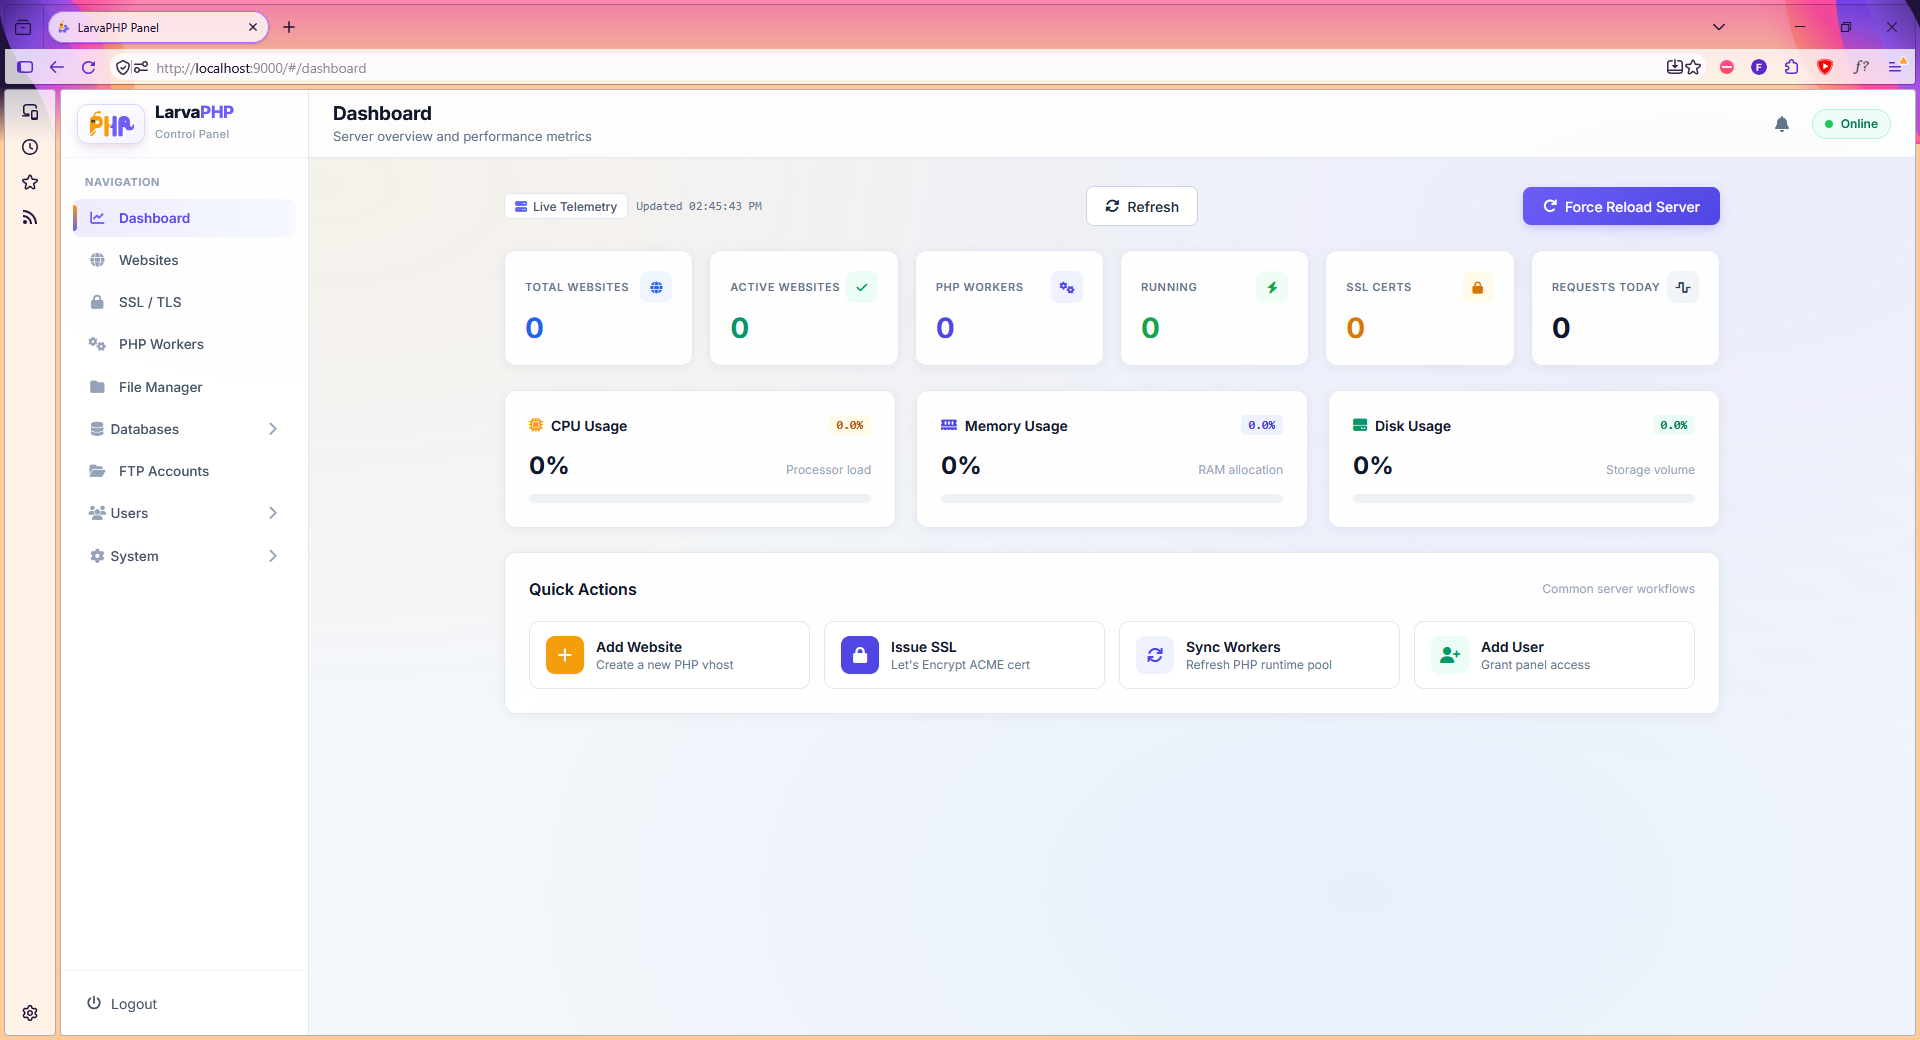 LarvaPHP Panel
http://localhost:9000/#/dashboard
F
f?
PHP
LarvaPHP
Control Panel
Dashboard
Server overview and performance metrics
Online
NAVIGATION
Dashboard
Websites
SSL / TLS
PHP Workers
File Manager
Databases
FTP Accounts
Users
System
Logout
Live Telemetry
Updated 02:45:43 PM
Refresh
Force Reload Server
TOTAL WEBSITES
0
ACTIVE WEBSITES
0
PHP WORKERS
0
RUNNING
0
SSL CERTS
0
REQUESTS TODAY
0
CPU Usage
0.0%
0%
Processor load
Memory Usage
0.0%
0%
RAM allocation
Disk Usage
0.0%
0%
Storage volume
Quick Actions
Common server workflows
Add Website
Create a new PHP vhost
Issue SSL
Let's Encrypt ACME cert
Sync Workers
Refresh PHP runtime pool
Add User
Grant panel access